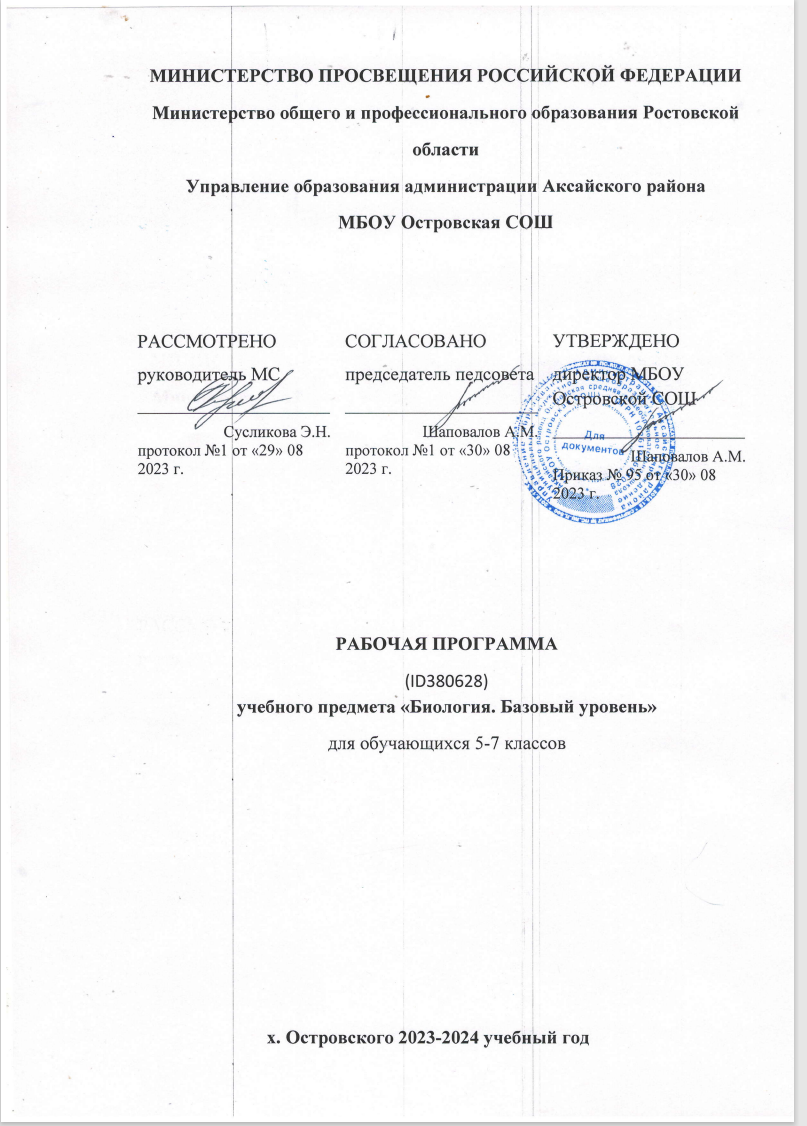 МИНИСТЕРСТВО ПРОСВЕЩЕНИЯ РОССИЙСКОЙ ФЕДЕРАЦИИ
Министерство общего и профессионального образования Ростовской
области
Управление образования администрации Аксайского района
МБОУ Островская СОШ
РАССМОТРЕНО
руководитель МС
Сусликова Э.Н.
протокол №1 от «29» 08
2023 г.
СОГЛАСОВАНО
председатель педсовета
Шаповалов А.М.
протокол №1 от «30» 08
2023 г.
УТВЕРЖДЕНО
директор МБОУ
Островской СОШ
Шаповалов А.М.
Приказ № 95 от «30» 08
2023 г.
Для
документов
РАБОЧАЯ ПРОГРАММА
(ID380628)
учебного предмета «Биология. Базовый уровень»
для обучающихся 5-7 классов
х. Островского 2023-2024 учебный год